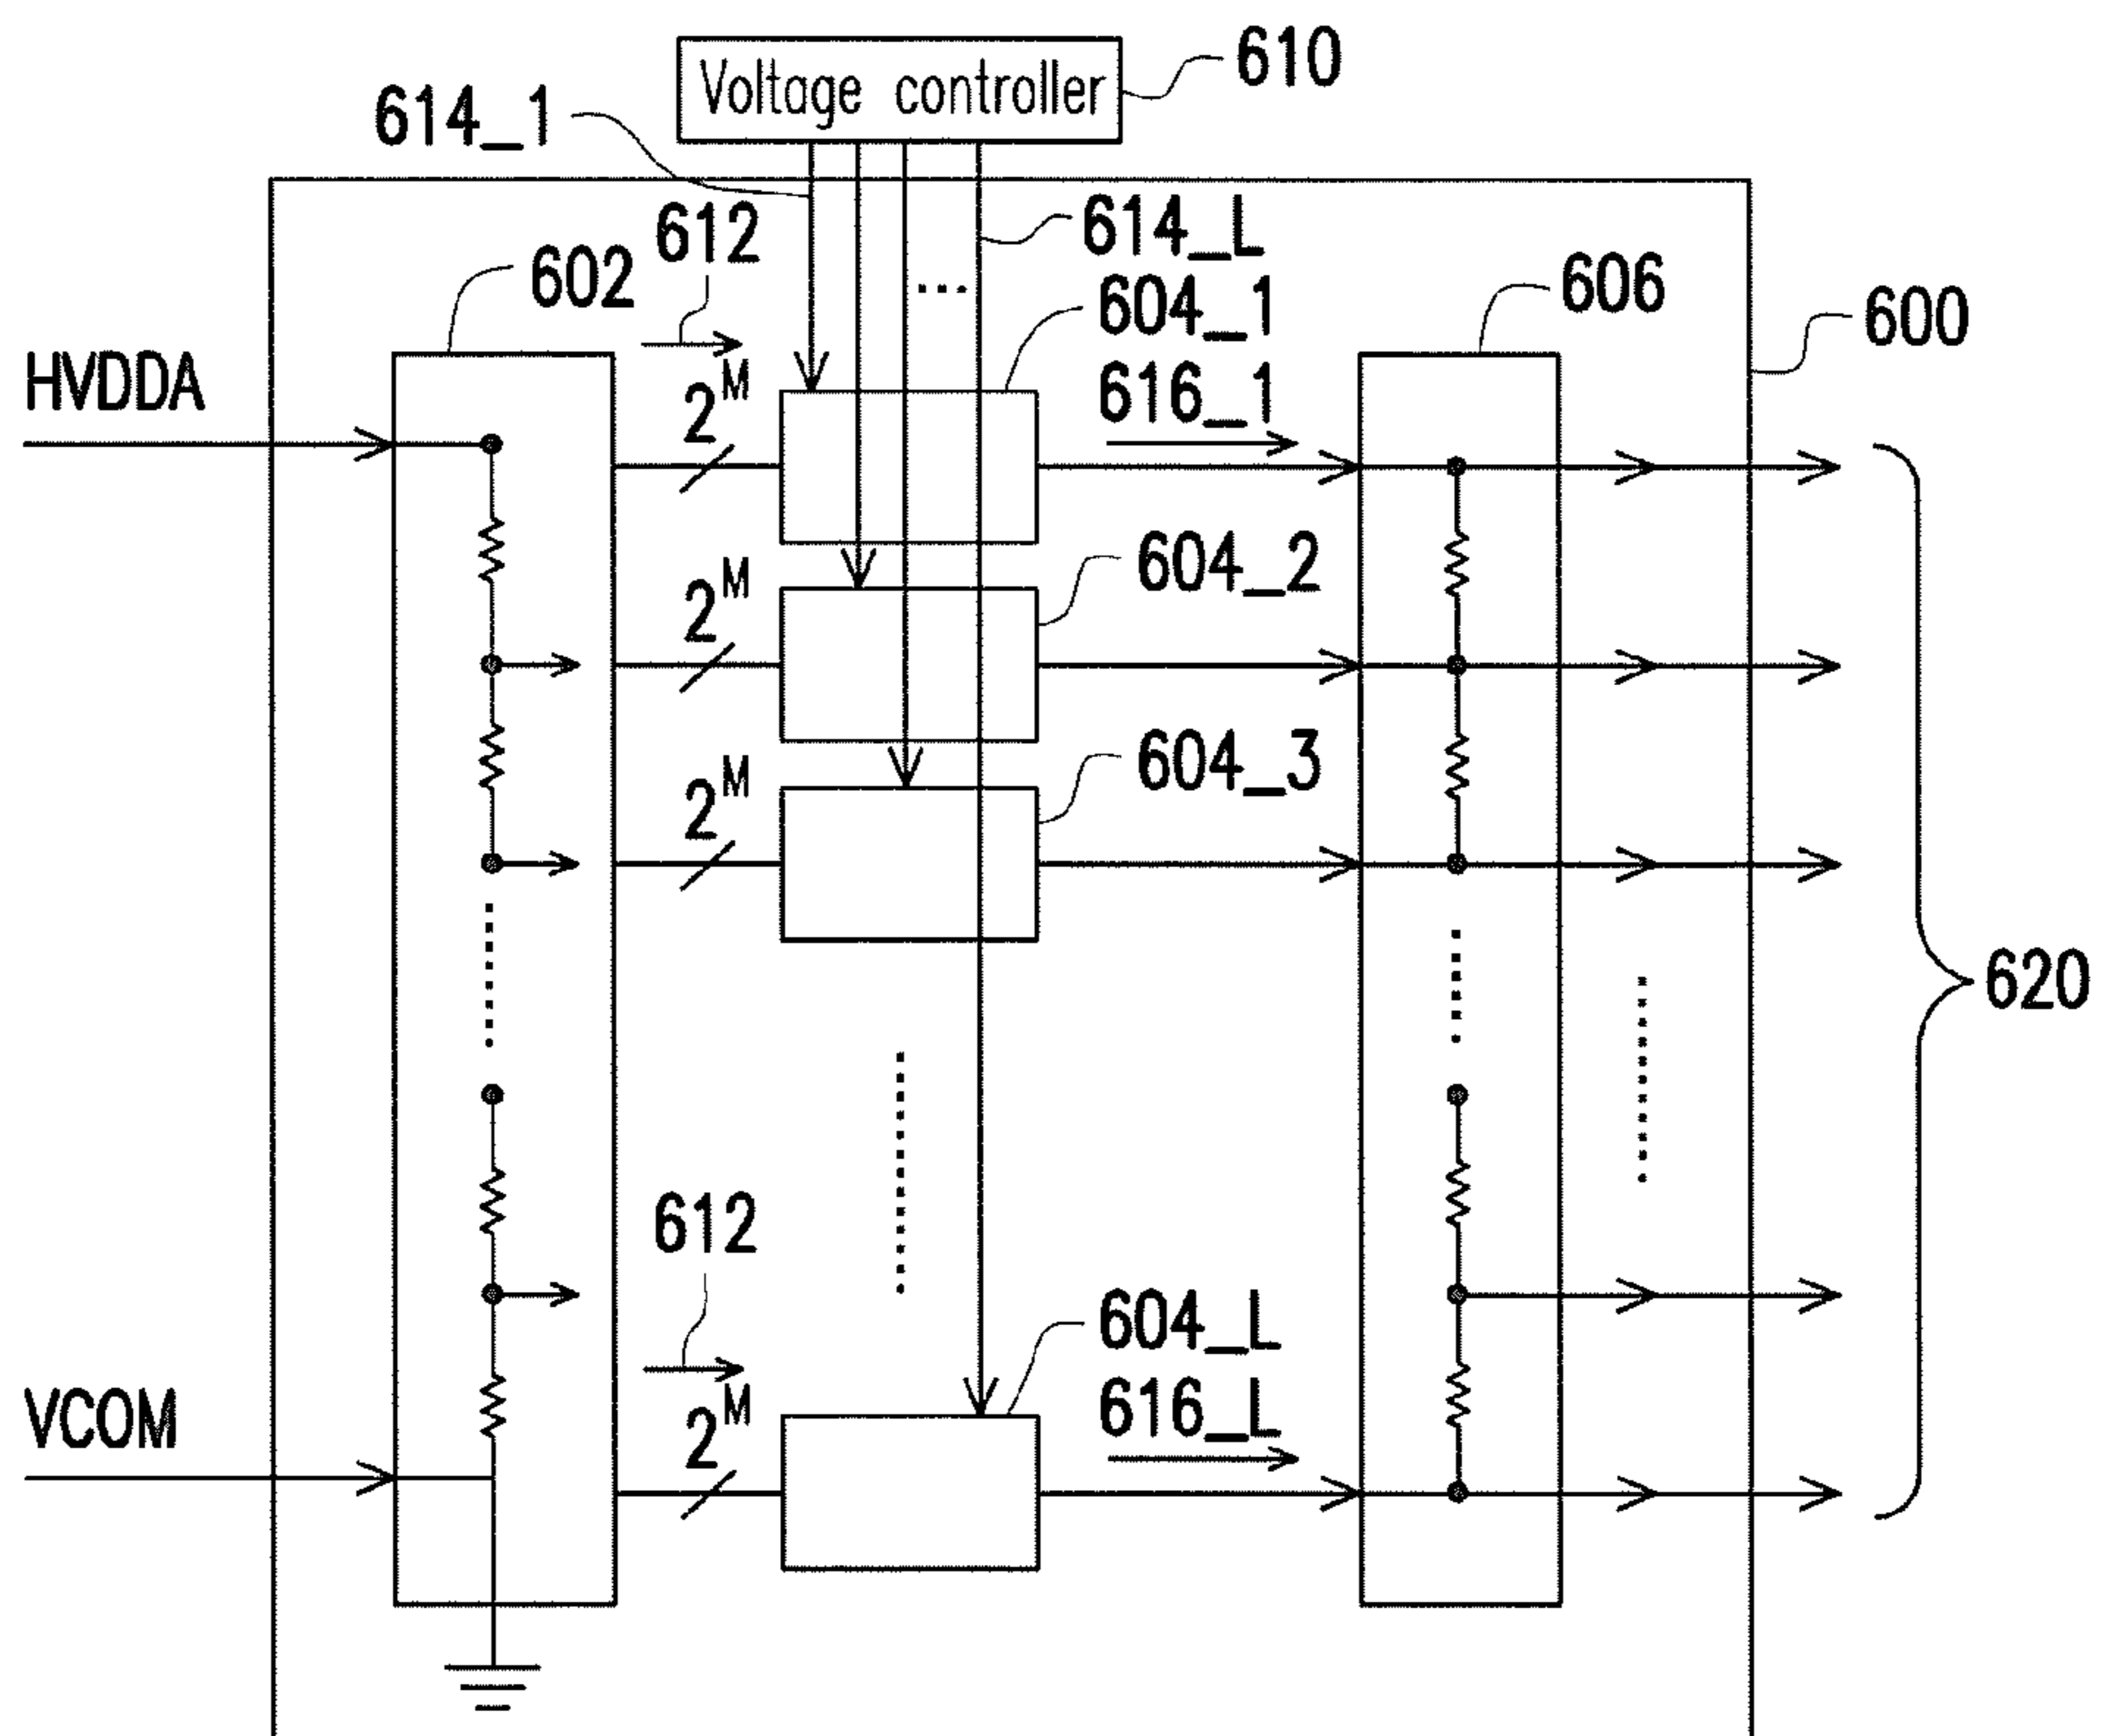 Voltage controller
610
614_1
612
614_L
602
604_1
606
600
HVDDA
2^M
616_1
604_2
2^M
604_3
2^M
620
612
604_L
VCOM
2^M
616_L